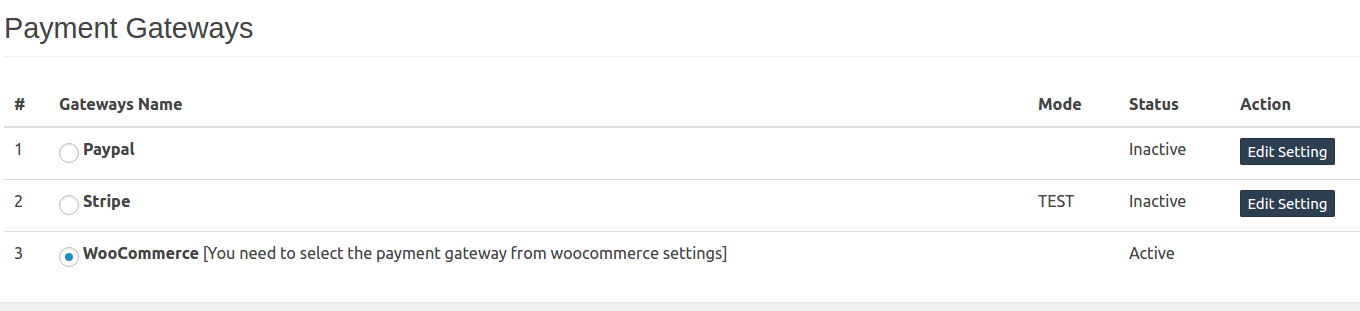 Payment Gateways
# Gateways Name Mode Status Action
1 Paypal Inactive Edit Setting
2 Stripe TEST Inactive Edit Setting
3 WooCommerce [You need to select the payment gateway from woocommerce settings] Active